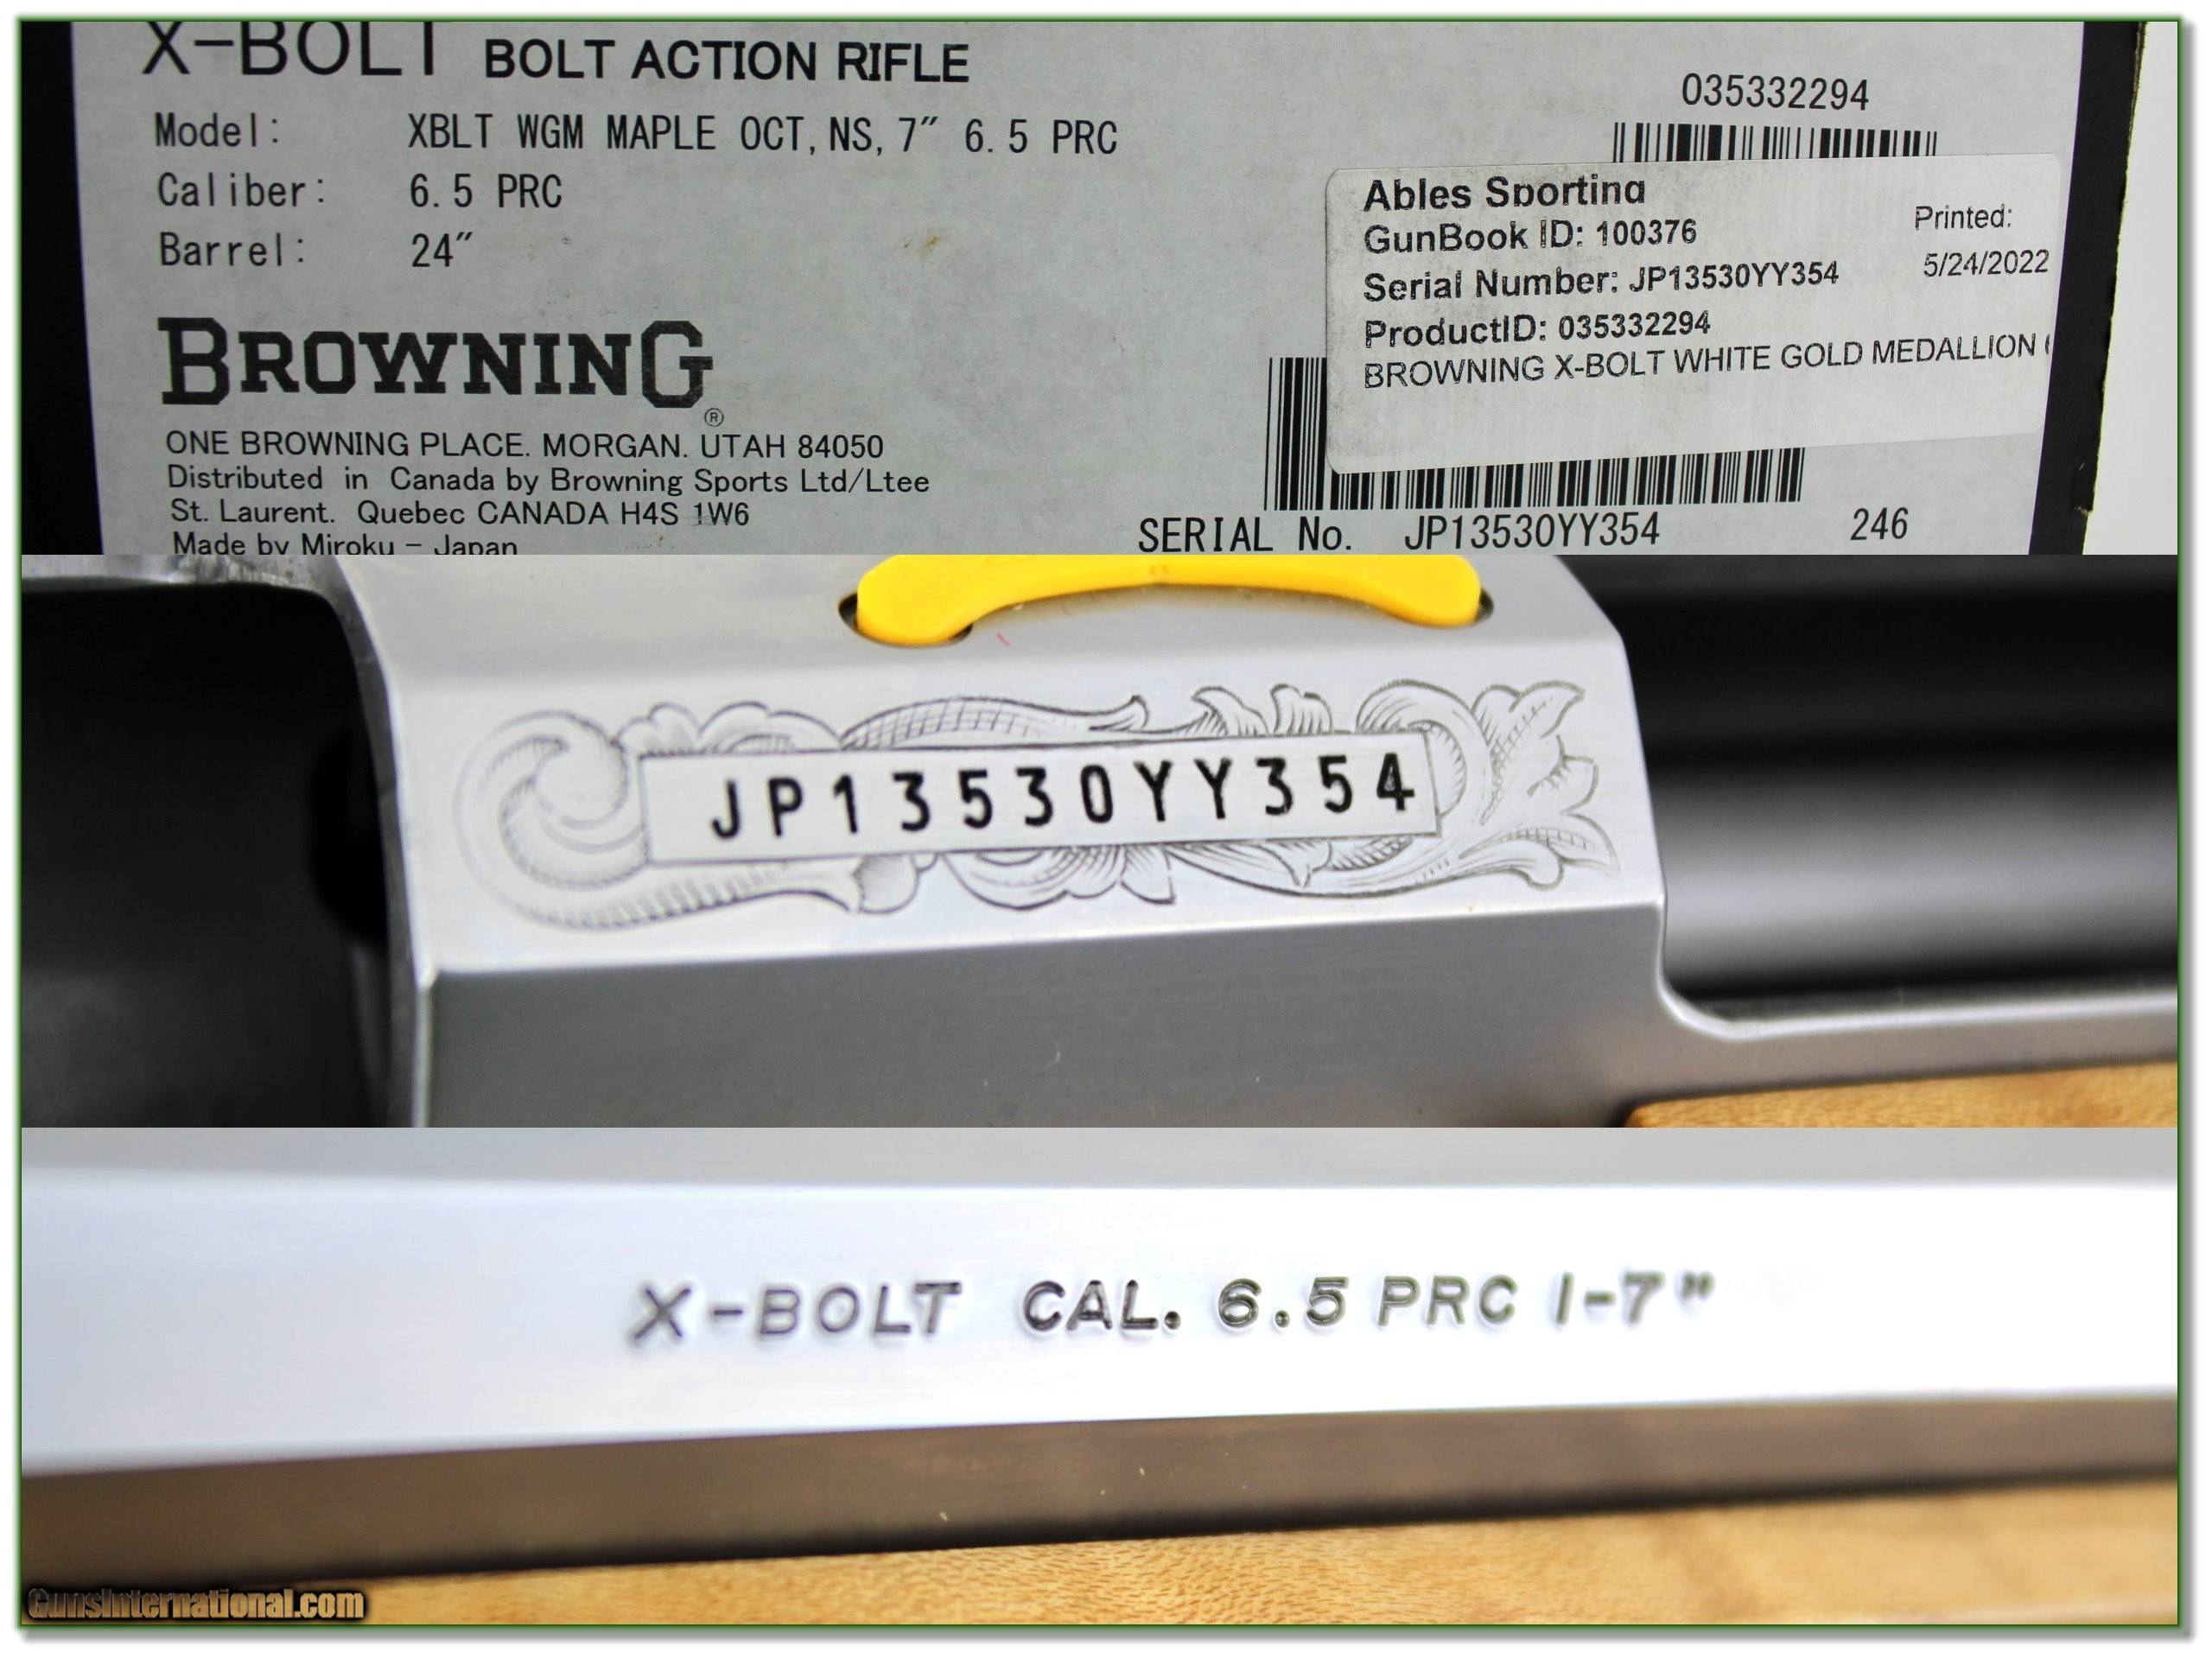 X-BOLT BOLT ACTION RIFLE
Model: XBLT WGM MAPLE OCT, NS, 7" 6.5 PRC
Caliber: 6.5 PRC
Barrel: 24"
BROWNING
®
ONE BROWNING PLACE. MORGAN. UTAH 84050
Distributed in Canada by Browning Sports Ltd/Ltee
St. Laurent. Quebec CANADA H4S 1W6
Made by Miroku - Japan
035332294
Ables Sporting
GunBook ID: 100376
Printed:
Serial Number: JP13530YY354
5/24/2022
ProductID: 035332294
BROWNING X-BOLT WHITE GOLD MEDALLION (
SERIAL No. JP13530YY354 246
JP13530YY354
X-BOLT CAL. 6.5 PRC 1-7"
GunsInternational.com